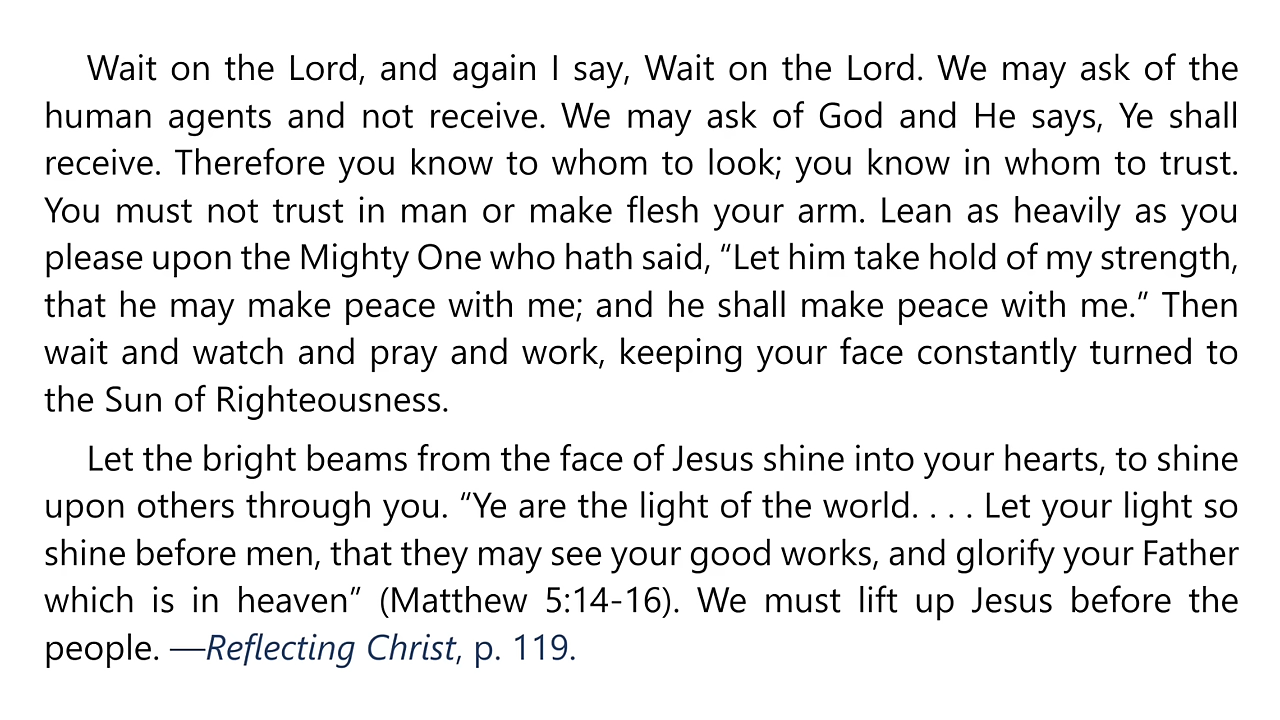 Wait on the Lord, and again I say, Wait on the Lord. We may ask of the
human agents and not receive. We may ask of God and He says, Ye shall
receive. Therefore you know to whom to look; you know in whom to trust.
You must not trust in man or make flesh your arm. Lean as heavily as you
please upon the Mighty One who hath said, “Let him take hold of my strength,
that he may make peace with me; and he shall make peace with me.” Then
wait and watch and pray and work, keeping your face constantly turned to
the Sun of Righteousness.
Let the bright beams from the face of Jesus shine into your hearts, to shine
upon others through you. “Ye are the light of the world. . . . Let your light so
shine before men, that they may see your good works, and glorify your Father
which is in heaven” (Matthew 5:14-16). We must lift up Jesus before the
people. —Reflecting Christ, p. 119.